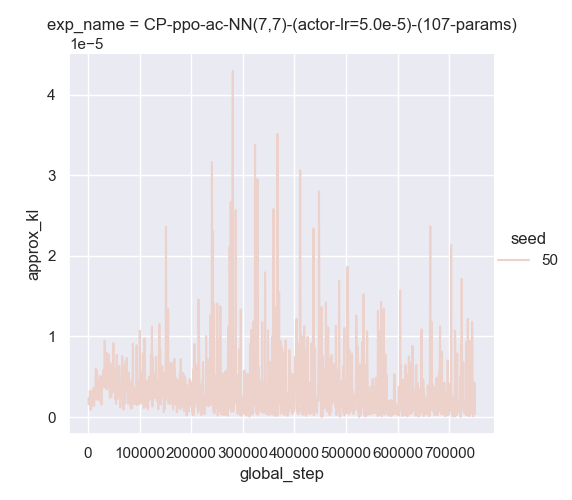 exp_name = CP-ppo-ac-NN(7,7)-(actor-lr=5.0e-5)-(107-params)
1e−5
4
3
2
1
0
approx_kl
seed
50
0 100000 200000 300000 400000 500000 600000 700000
global_step